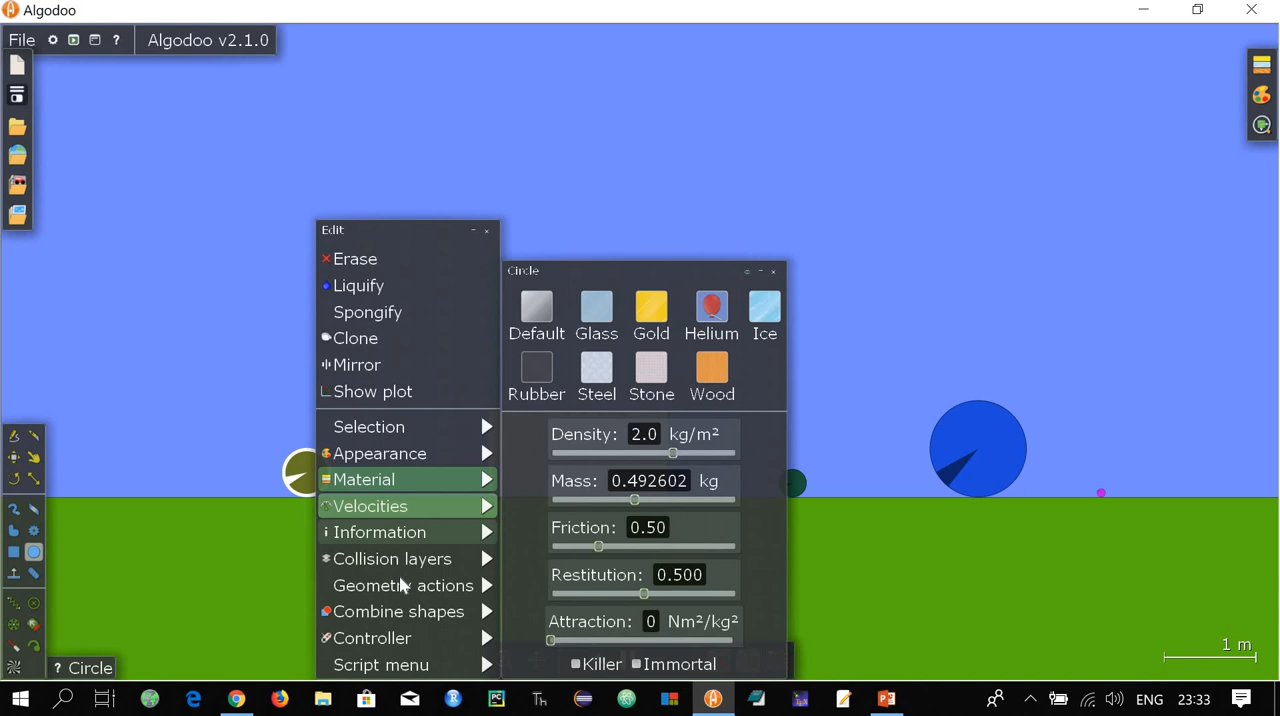 Algodoo
File ? Algodoo v2.1.0
Edit
Erase
Liquify
Spongify
Clone
Mirror
Show plot
Selection
Appearance
Material
Velocities
Information
Collision layers
Geometry actions
Combine shapes
Controller
Script menu
Circle
Default Glass Gold Helium Ice
Rubber Steel Stone Wood
Density: 2.0 kg/m²
Mass: 0.492602 kg
Friction: 0.50
Restitution: 0.500
Attraction: 0 Nm²/kg²
Killer Immortal
1 m
? Circle
ENG 23:33